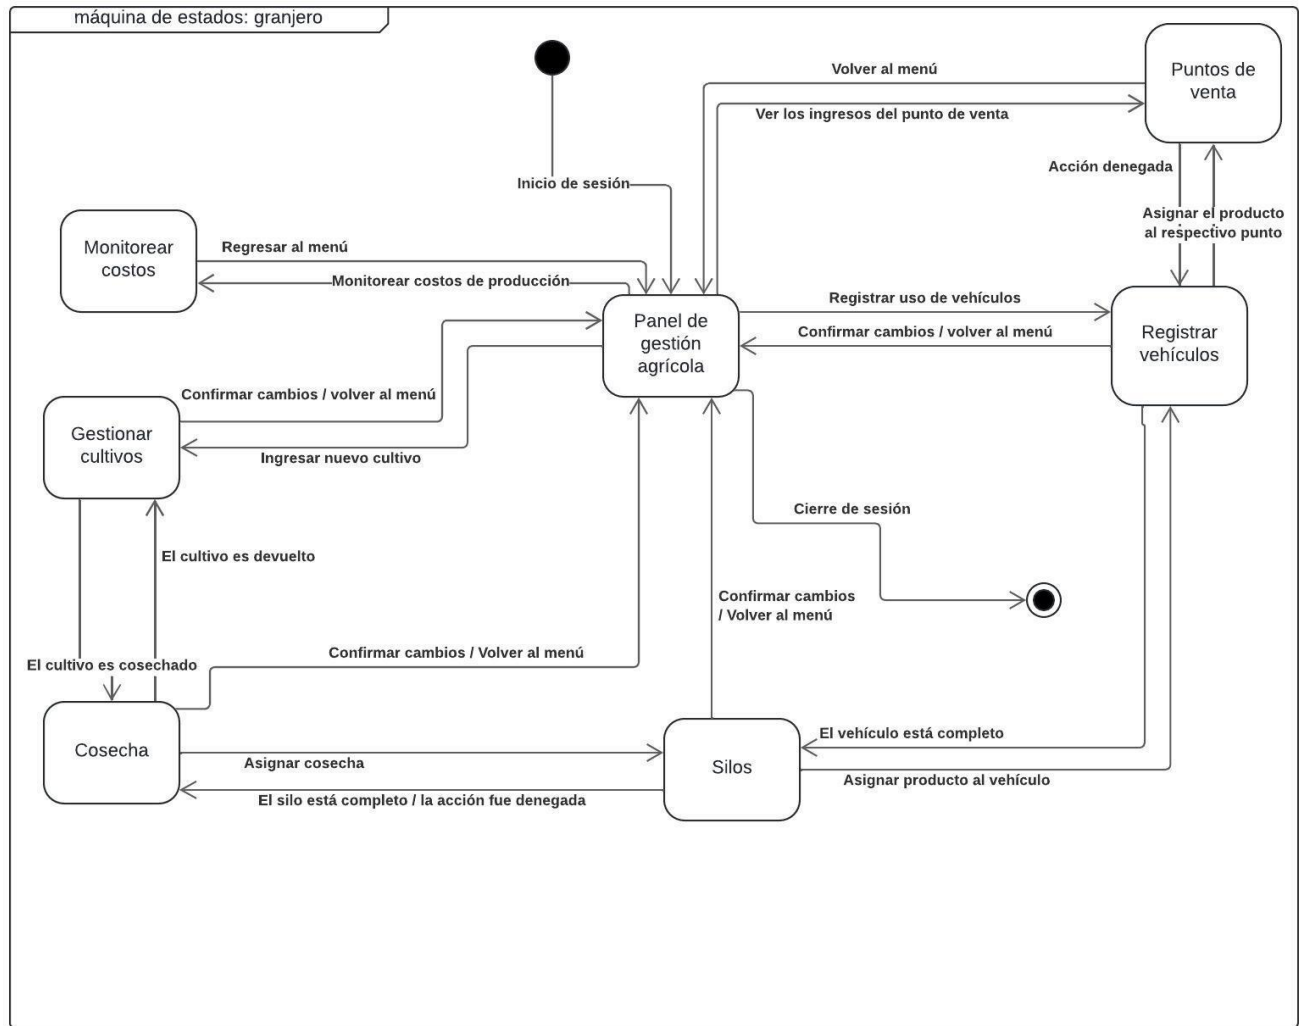 máquina de estados: granjero
Volver al menú
Puntos de
venta
Ver los ingresos del punto de venta
Acción denegada
Inicio de sesión
Asignar el producto
al respectivo punto
Monitorear
costos
Regresar al menú
Monitorear costos de producción
Registrar uso de vehículos
Panel de
gestión
agrícola
Confirmar cambios / volver al menú
Registrar
vehículos
Confirmar cambios / volver al menú
Gestionar
cultivos
Ingresar nuevo cultivo
Cierre de sesión
El cultivo es devuelto
Confirmar cambios
/ Volver al menú
Confirmar cambios / Volver al menú
El cultivo es cosechado
Cosecha
Asignar cosecha
El silo está completo / la acción fue denegada
Silos
El vehículo está completo
Asignar producto al vehículo